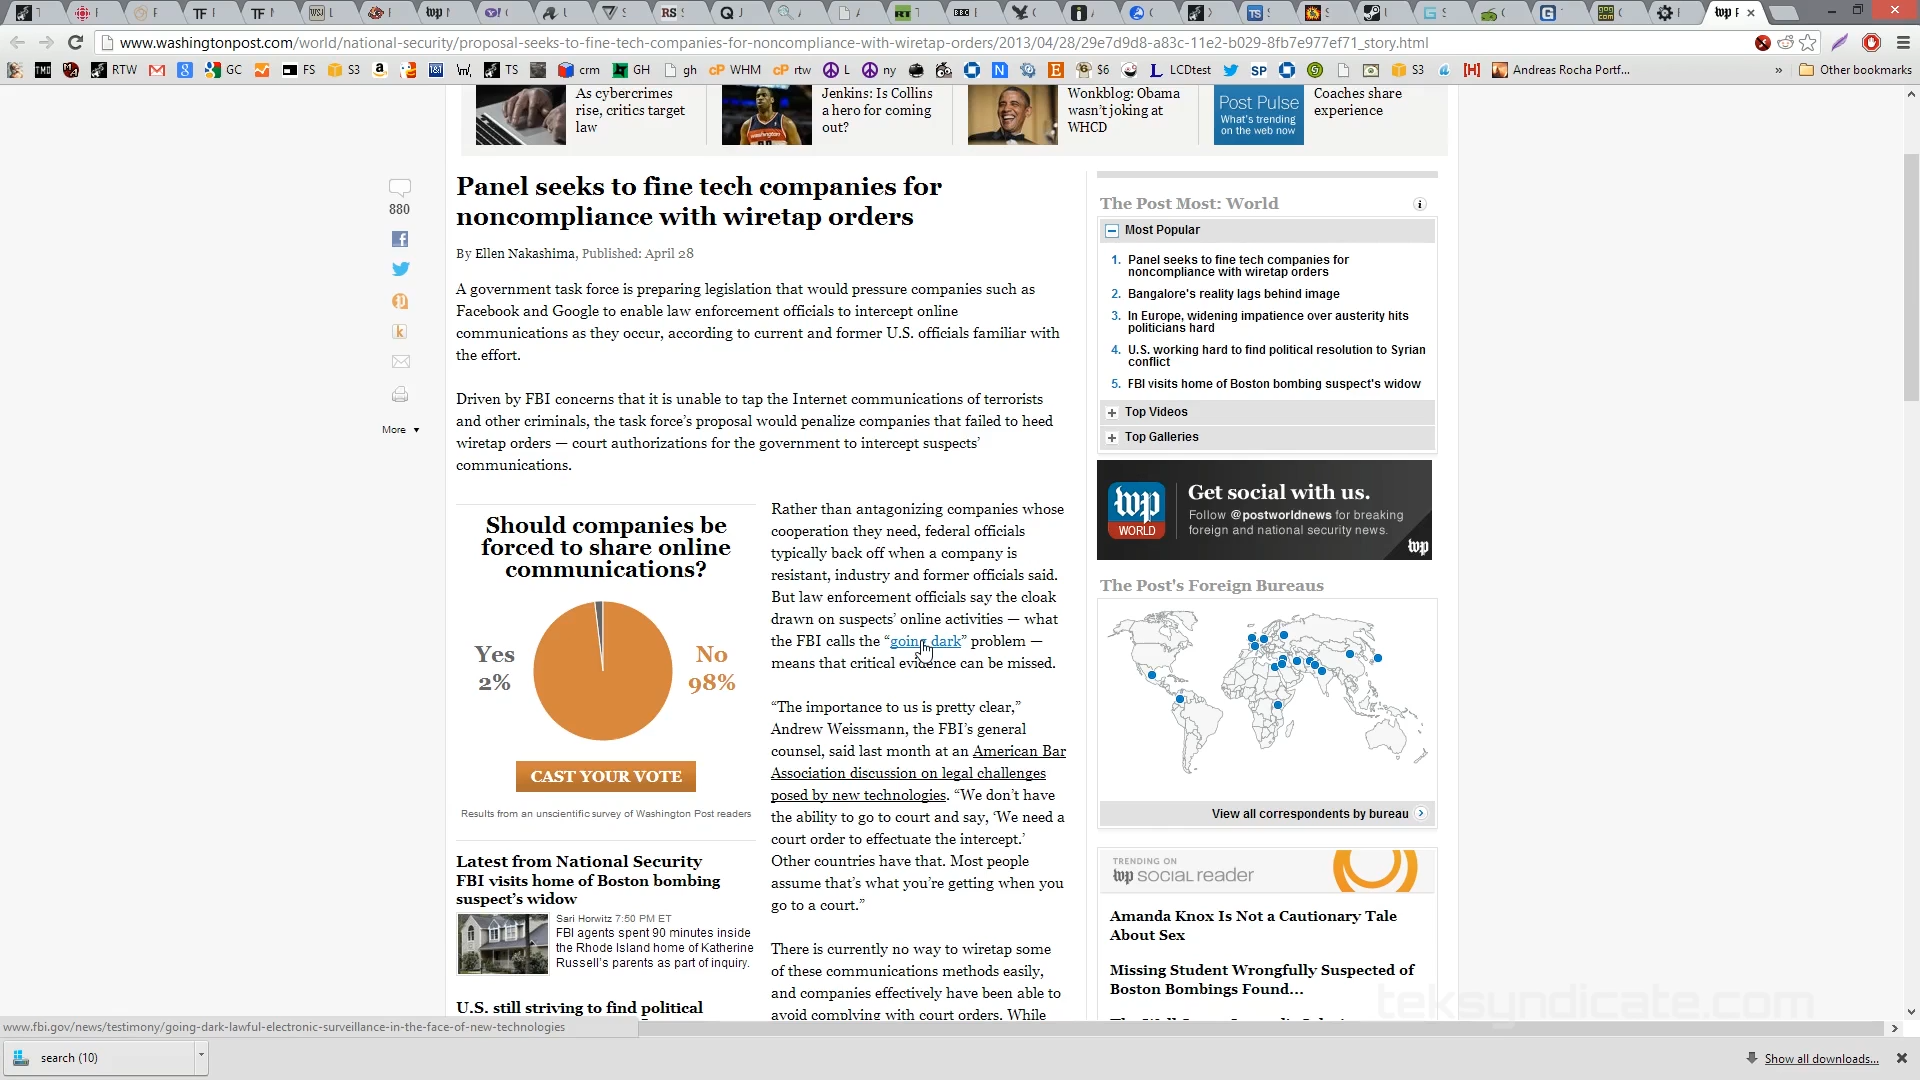 www.washingtonpost.com/world/national-security/proposal-seeks-to-fine-tech-companies-for-noncompliance-with-wiretap-orders/2013/04/28/29e7d9d8-a83c-11e2-b029-8fb7e977ef71_story.html
RTW GC FS S3 TS crm GH gh WHM rtw L ny S6 LCDtest SP S3 [H] Andreas Rocha Portf... » Other bookmarks
As cybercrimes
rise, critics target
law
Jenkins: Is Collins
a hero for coming
out?
Wonkblog: Obama
wasn't joking at
WHCD
Post Pulse
What's trending
on the web now
Coaches share
experience
Panel seeks to fine tech companies for
noncompliance with wiretap orders
By Ellen Nakashima, Published: April 28
880
More
A government task force is preparing legislation that would pressure companies such as
Facebook and Google to enable law enforcement officials to intercept online
communications as they occur, according to current and former U.S. officials familiar with
the effort.
Driven by FBI concerns that it is unable to tap the Internet communications of terrorists
and other criminals, the task force's proposal would penalize companies that failed to heed
wiretap orders — court authorizations for the government to intercept suspects'
communications.
Should companies be
forced to share online
communications?
Yes
2%
No
98%
CAST YOUR VOTE
Results from an unscientific survey of Washington Post readers
Latest from National Security
FBI visits home of Boston bombing
suspect's widow
Sari Horwitz 7:50 PM ET
FBI agents spent 90 minutes inside
the Rhode Island home of Katherine
Russell's parents as part of inquiry.
U.S. still striving to find political
Rather than antagonizing companies whose
cooperation they need, federal officials
typically back off when a company is
resistant, industry and former officials said.
But law enforcement officials say the cloak
drawn on suspects' online activities — what
the FBI calls the “going dark” problem —
means that critical evidence can be missed.
“The importance to us is pretty clear,”
Andrew Weissmann, the FBI's general
counsel, said last month at an American Bar
Association discussion on legal challenges
posed by new technologies. “We don't have
the ability to go to court and say, ‘We need a
court order to effectuate the intercept.’
Other countries have that. Most people
assume that's what you're getting when you
go to a court.”
There is currently no way to wiretap some
of these communications methods easily,
and companies effectively have been able to
avoid complying with court orders. While
The Post Most: World
Most Popular
1. Panel seeks to fine tech companies for
noncompliance with wiretap orders
2. Bangalore's reality lags behind image
3. In Europe, widening impatience over austerity hits
politicians hard
4. U.S. working hard to find political resolution to Syrian
conflict
5. FBI visits home of Boston bombing suspect's widow
Top Videos
Top Galleries
wp
WORLD
Get social with us.
Follow @postworldnews for breaking
foreign and national security news.
wp
The Post's Foreign Bureaus
View all correspondents by bureau
TRENDING ON
wp SOCIAL READER
Amanda Knox Is Not a Cautionary Tale
About Sex
Missing Student Wrongfully Suspected of
Boston Bombings Found...
teksyndicate.com
www.fbi.gov/news/testimony/going-dark-lawful-electronic-surveillance-in-the-face-of-new-technologies
search (10)
Show all downloads...